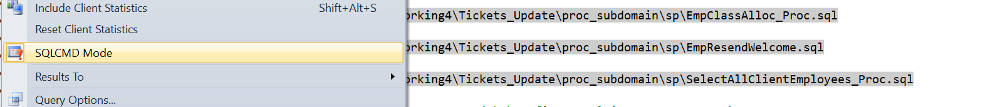 Include Client Statistics Shift+Alt+S
Reset Client Statistics
SQLCMD Mode
Results To
Query Options...
orking4\Tickets_Update\proc_subdomain\sp\EmpClassAlloc_Proc.sql
orking4\Tickets_Update\proc_subdomain\sp\EmpResendWelcome.sql
orking4\Tickets_Update\proc_subdomain\sp\SelectAllClientEmployees_Proc.sql